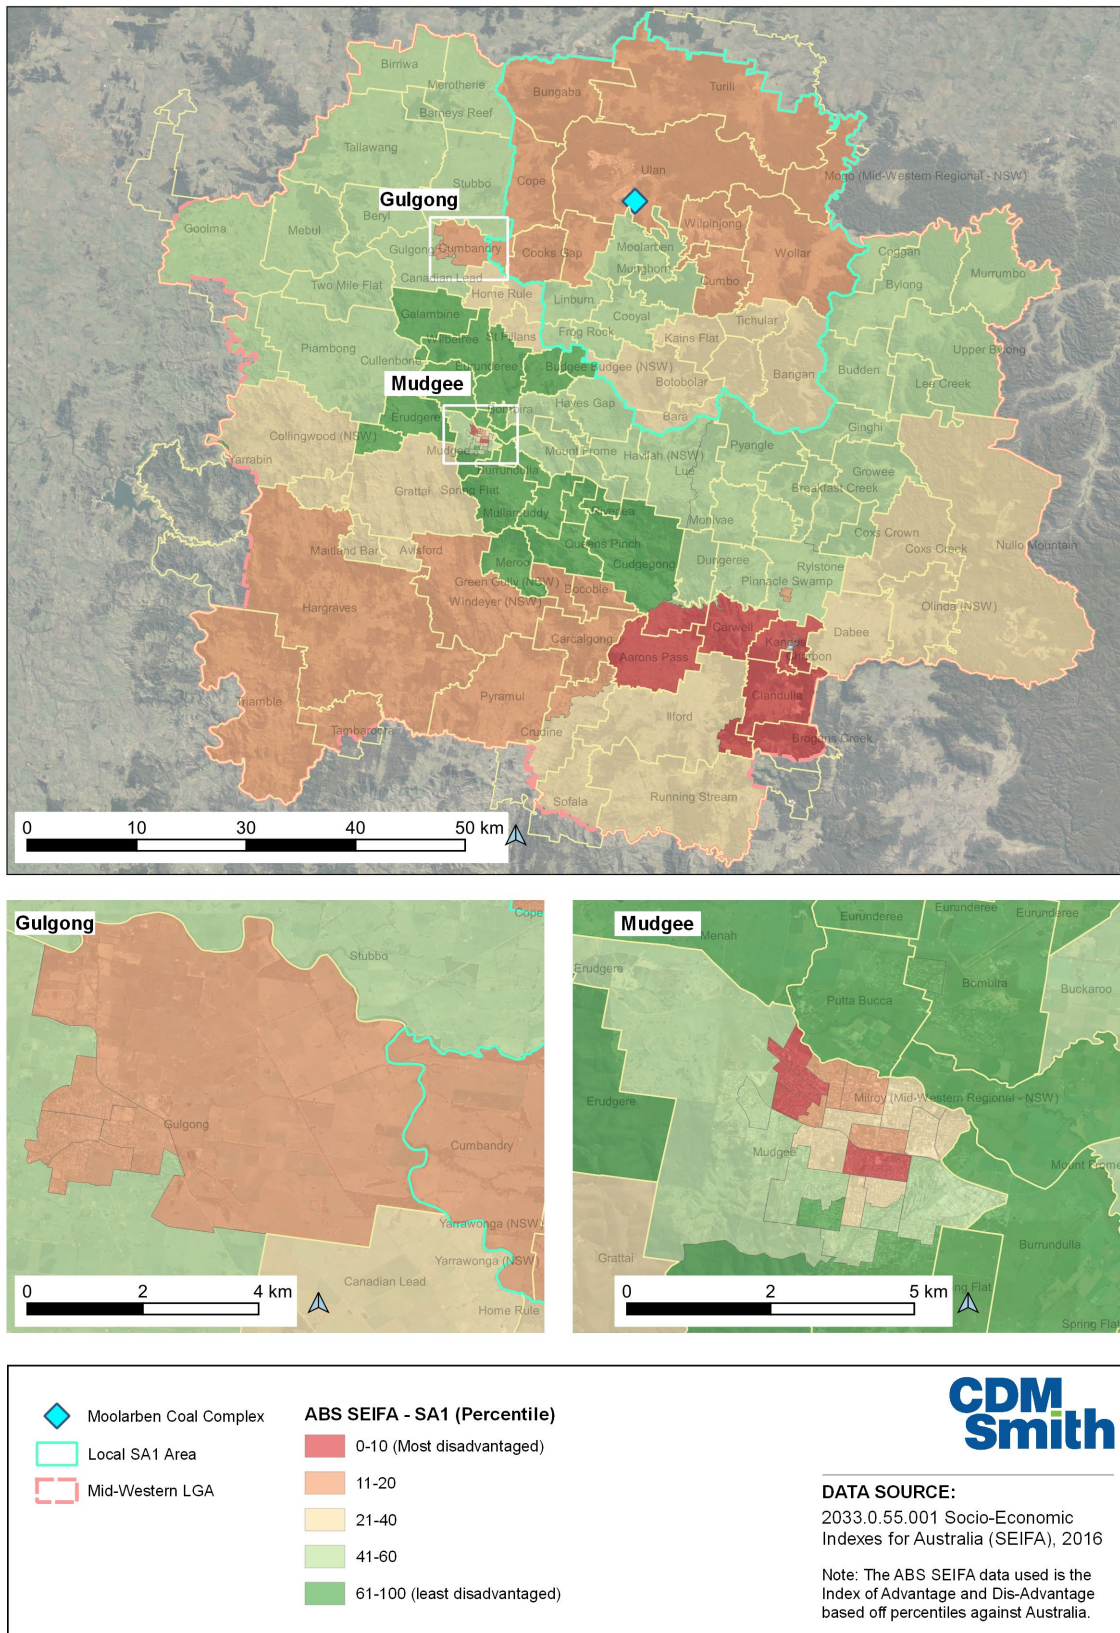 Birriwa
Merotherie
Barneys Reef
Tallawang
Stubbo
Gulgong
Beryl
Goolma
Mebul
Gulgong
Cumbandry
Canadian Lead
Two Mile Flat
Home Rule
Bungaba
Turill
Ulan
Cope
Mogo (Mid-Western Regional - NSW)
Wilpinjong
Cooks Gap
Moolarben
Munghorn
Wollar
Cumbo
Coggan
Bylong
Murrumbo
Linburn
Cooyal
Frog Rock
Tichular
Kains Flat
Galambine
Wilbetree
St Fillans
Piambong
Cullenbone
Eurunderee
Budgee Budgee (NSW)
Botobolar
Barigan
Budden
Upper Bylong
Lee Creek
Mudgee
Bombira
Hayes Gap
Bara
Erudgere
Collingwood (NSW)
Mudgee
Mount Frome
Havilah (NSW)
Lue
Pyangle
Ginghi
Growee
Breakfast Creek
Yarrabin
Burrundulla
Grattai
Spring Flat
Mullamuddy
Monivae
Coxs Crown
Coxs Creek
Nullo Mountain
Queens Pinch
Maitland Bar
Avisford
Meroo
Cudgegong
Dungeree
Rylstone
Pinnacle Swamp
Green Gully (NSW)
Bocoble
Windeyer (NSW)
Hargraves
Olinda (NSW)
Carcalgong
Carwell
Kandos
Dabee
Charbon
Aarons Pass
Clandulla
Triamble
Pyramul
Ilford
Tambaroora
Crudine
Brogans Creek
Sofala
Running Stream
0 10 30 40 50 km
Gulgong
Cope
Stubbo
Gulgong
Cumbandry
Yarrawonga (NSW)
Yarrawonga (NSW)
Canadian Lead
Home Rule
0 2 4 km
Mudgee
Menah
Eurunderee
Eurunderee
Eurunderee
Erudgere
Bombira
Buckaroo
Putta Bucca
Erudgere
Milroy (Mid-Western Regional - NSW)
Mudgee
Mount Frome
Grattai
Burrundulla
ng Flat
Spring Flat
0 2 5 km
Moolarben Coal Complex
Local SA1 Area
Mid-Western LGA
ABS SEIFA - SA1 (Percentile)
0-10 (Most disadvantaged)
11-20
21-40
41-60
61-100 (least disadvantaged)
CDM
Smith
DATA SOURCE:
2033.0.55.001 Socio-Economic
Indexes for Australia (SEIFA), 2016
Note: The ABS SEIFA data used is the
Index of Advantage and Dis-Advantage
based off percentiles against Australia.